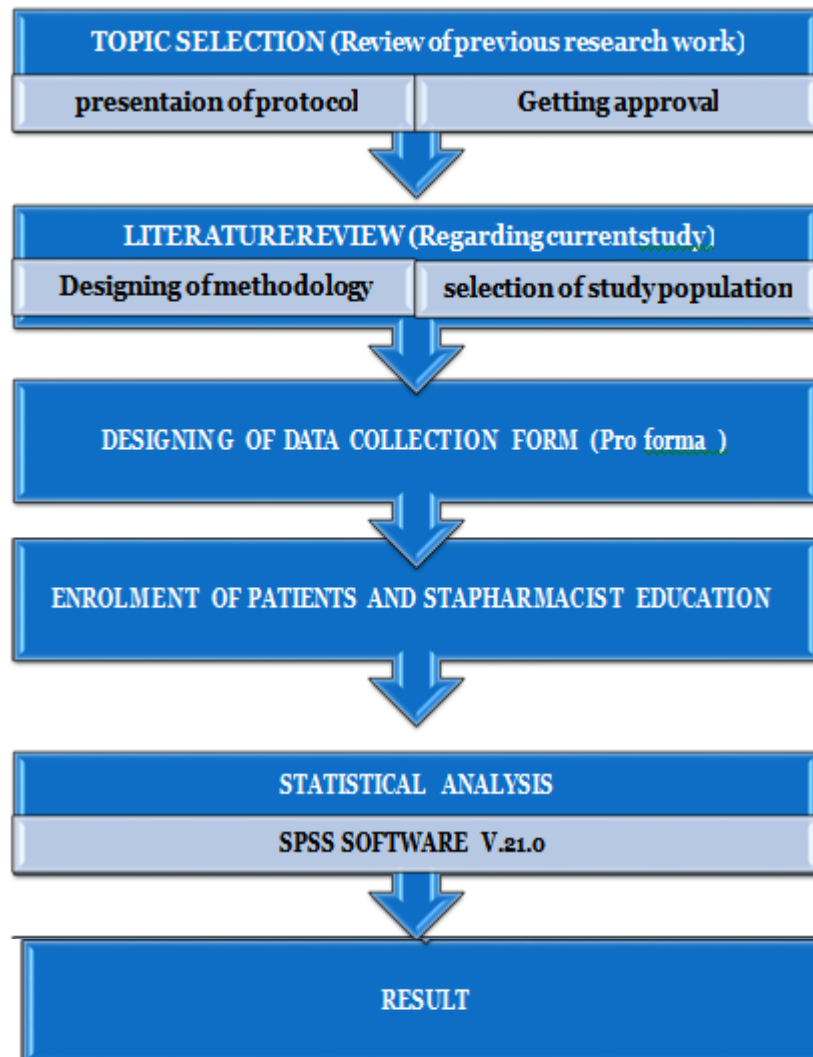 TOPIC SELECTION (Review of previous research work)
presentaion of protocol
Getting approval
LITERATUREREVIEW (Regarding currentstudy)
Designing of methodology
selection of study population
DESIGNING OF DATA COLLECTION FORM (Pro forma )
ENROLMENT OF PATIENTS AND STAPHARMACIST EDUCATION
STATISTICAL ANALYSIS
SPSS SOFTWARE V.21.0
RESULT